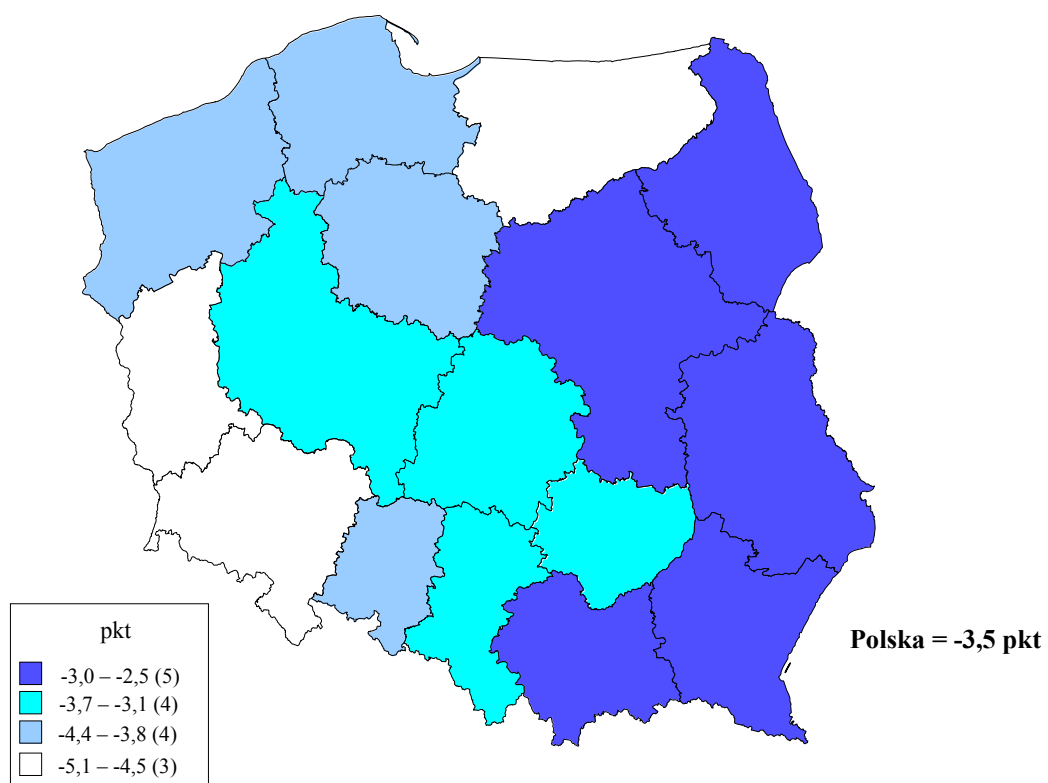 pkt
-3,0 – -2,5 (5)
-3,7 – -3,1 (4)
-4,4 – -3,8 (4)
-5,1 – -4,5 (3)
Polska = -3,5 pkt